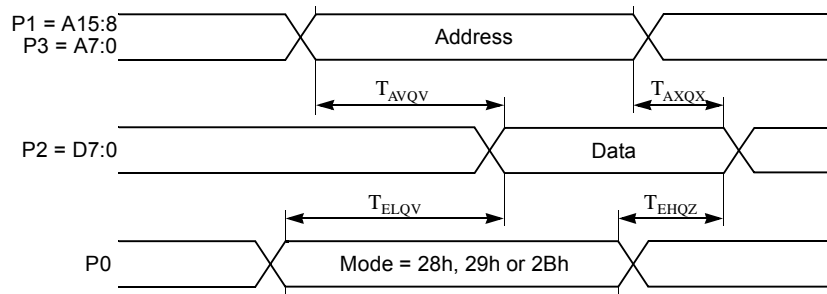 P1 = A15:8
P3 = A7:0
Address
TAVQV
TAXQX
P2 = D7:0
Data
TELQV
TEHQZ
P0
Mode = 28h, 29h or 2Bh